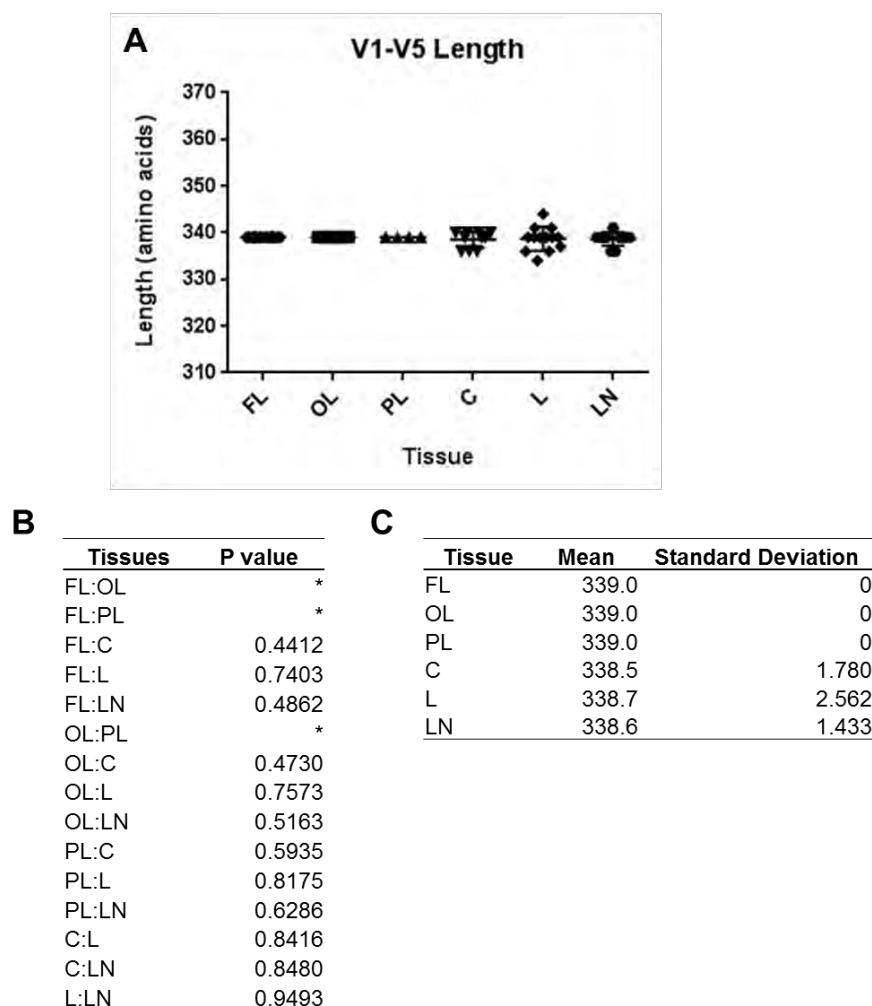 A
V1-V5 Length
370
360
350
340
330
320
310
Length (amino acids)
FL OL PL C L LN
Tissue
B
Tissues P value
FL:OL *
FL:PL *
FL:C 0.4412
FL:L 0.7403
FL:LN 0.4862
OL:PL *
OL:C 0.4730
OL:L 0.7573
OL:LN 0.5163
PL:C 0.5935
PL:L 0.8175
PL:LN 0.6286
C:L 0.8416
C:LN 0.8480
L:LN 0.9493
C
Tissue Mean Standard Deviation
FL 339.0 0
OL 339.0 0
PL 339.0 0
C 338.5 1.780
L 338.7 2.562
LN 338.6 1.433